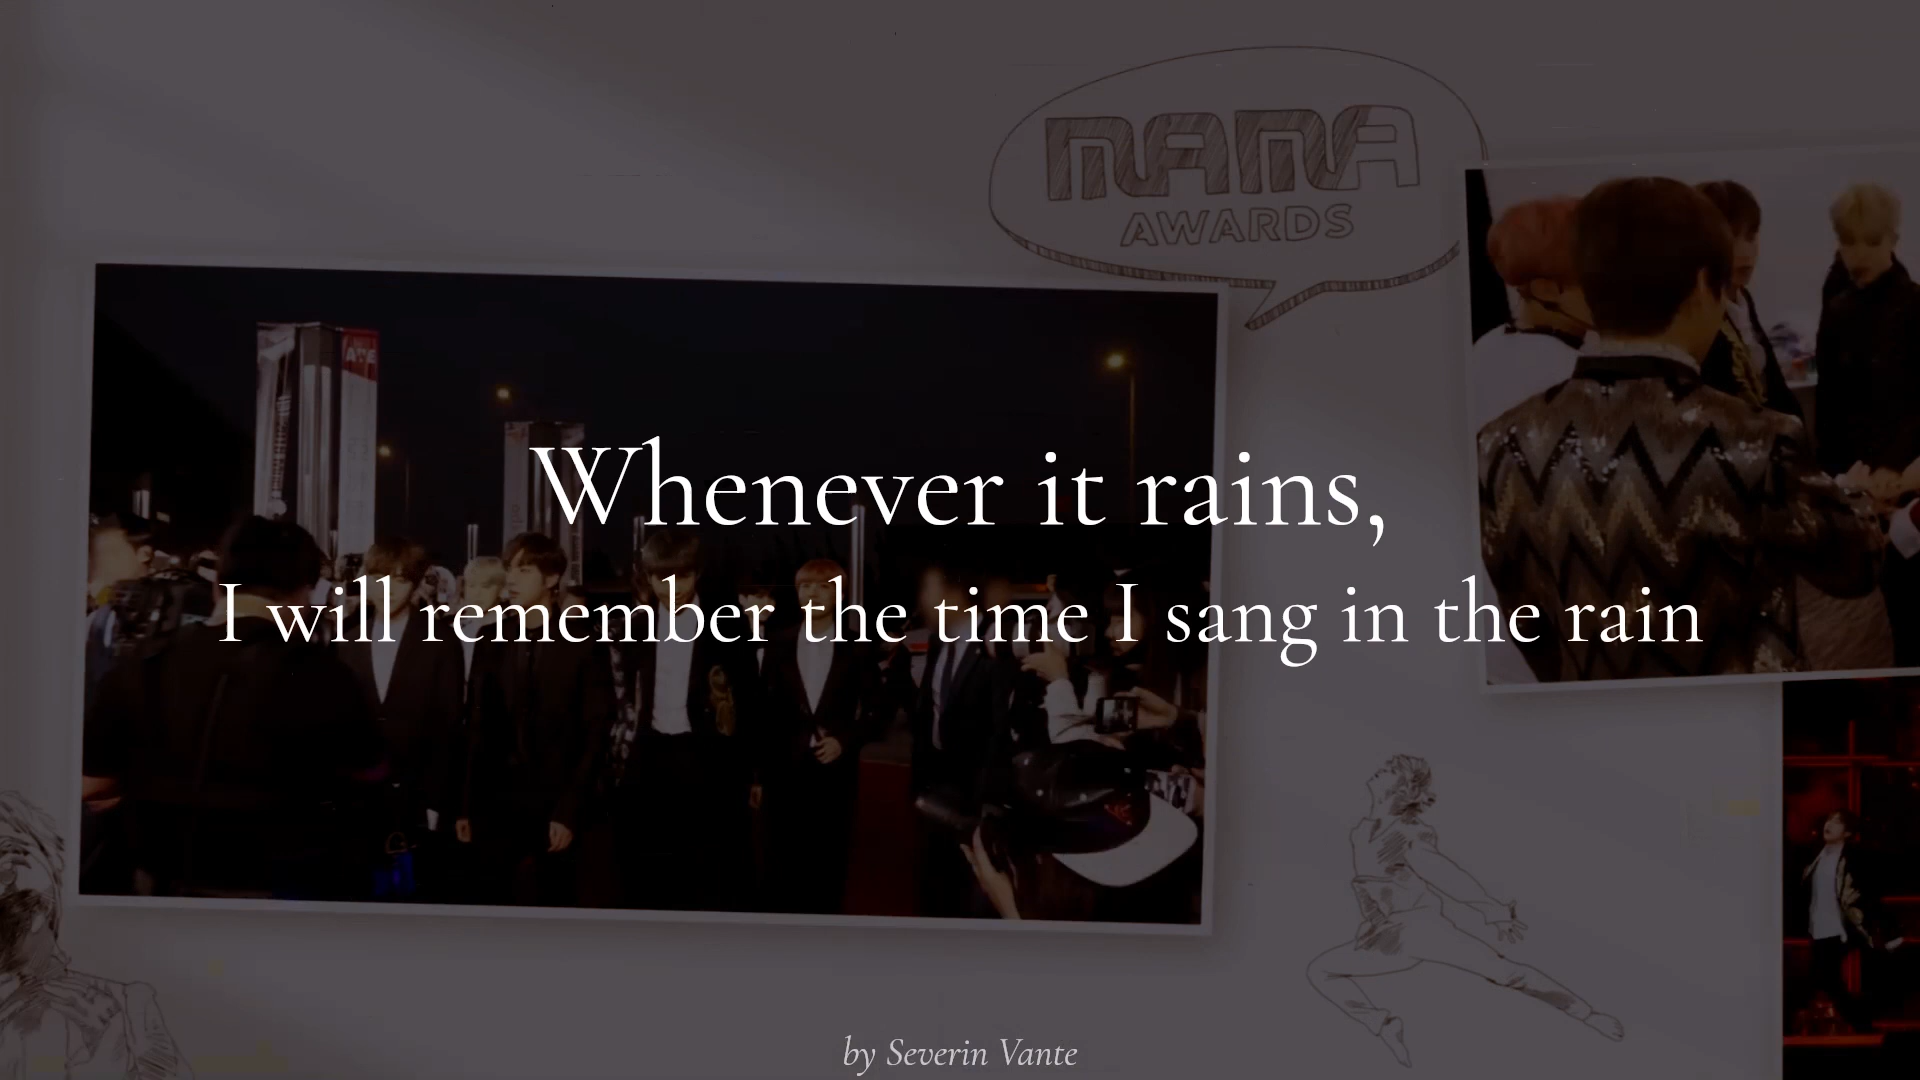 MAMA
AWARDS
Whenever it rains,
I will remember the time I sang in the rain
by Severin Vante